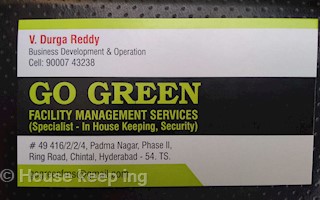 V. Durga Reddy
Business Development & Operation
Cell: 90007 43238
GO GREEN
FACILITY MANAGEMENT SERVICES
(Specialist - In House Keeping, Security)
# 49 416/2/2/4, Padma Nagar, Phase II,
Ring Road, Chintal, Hyderabad - 54. TS.
© House keeping